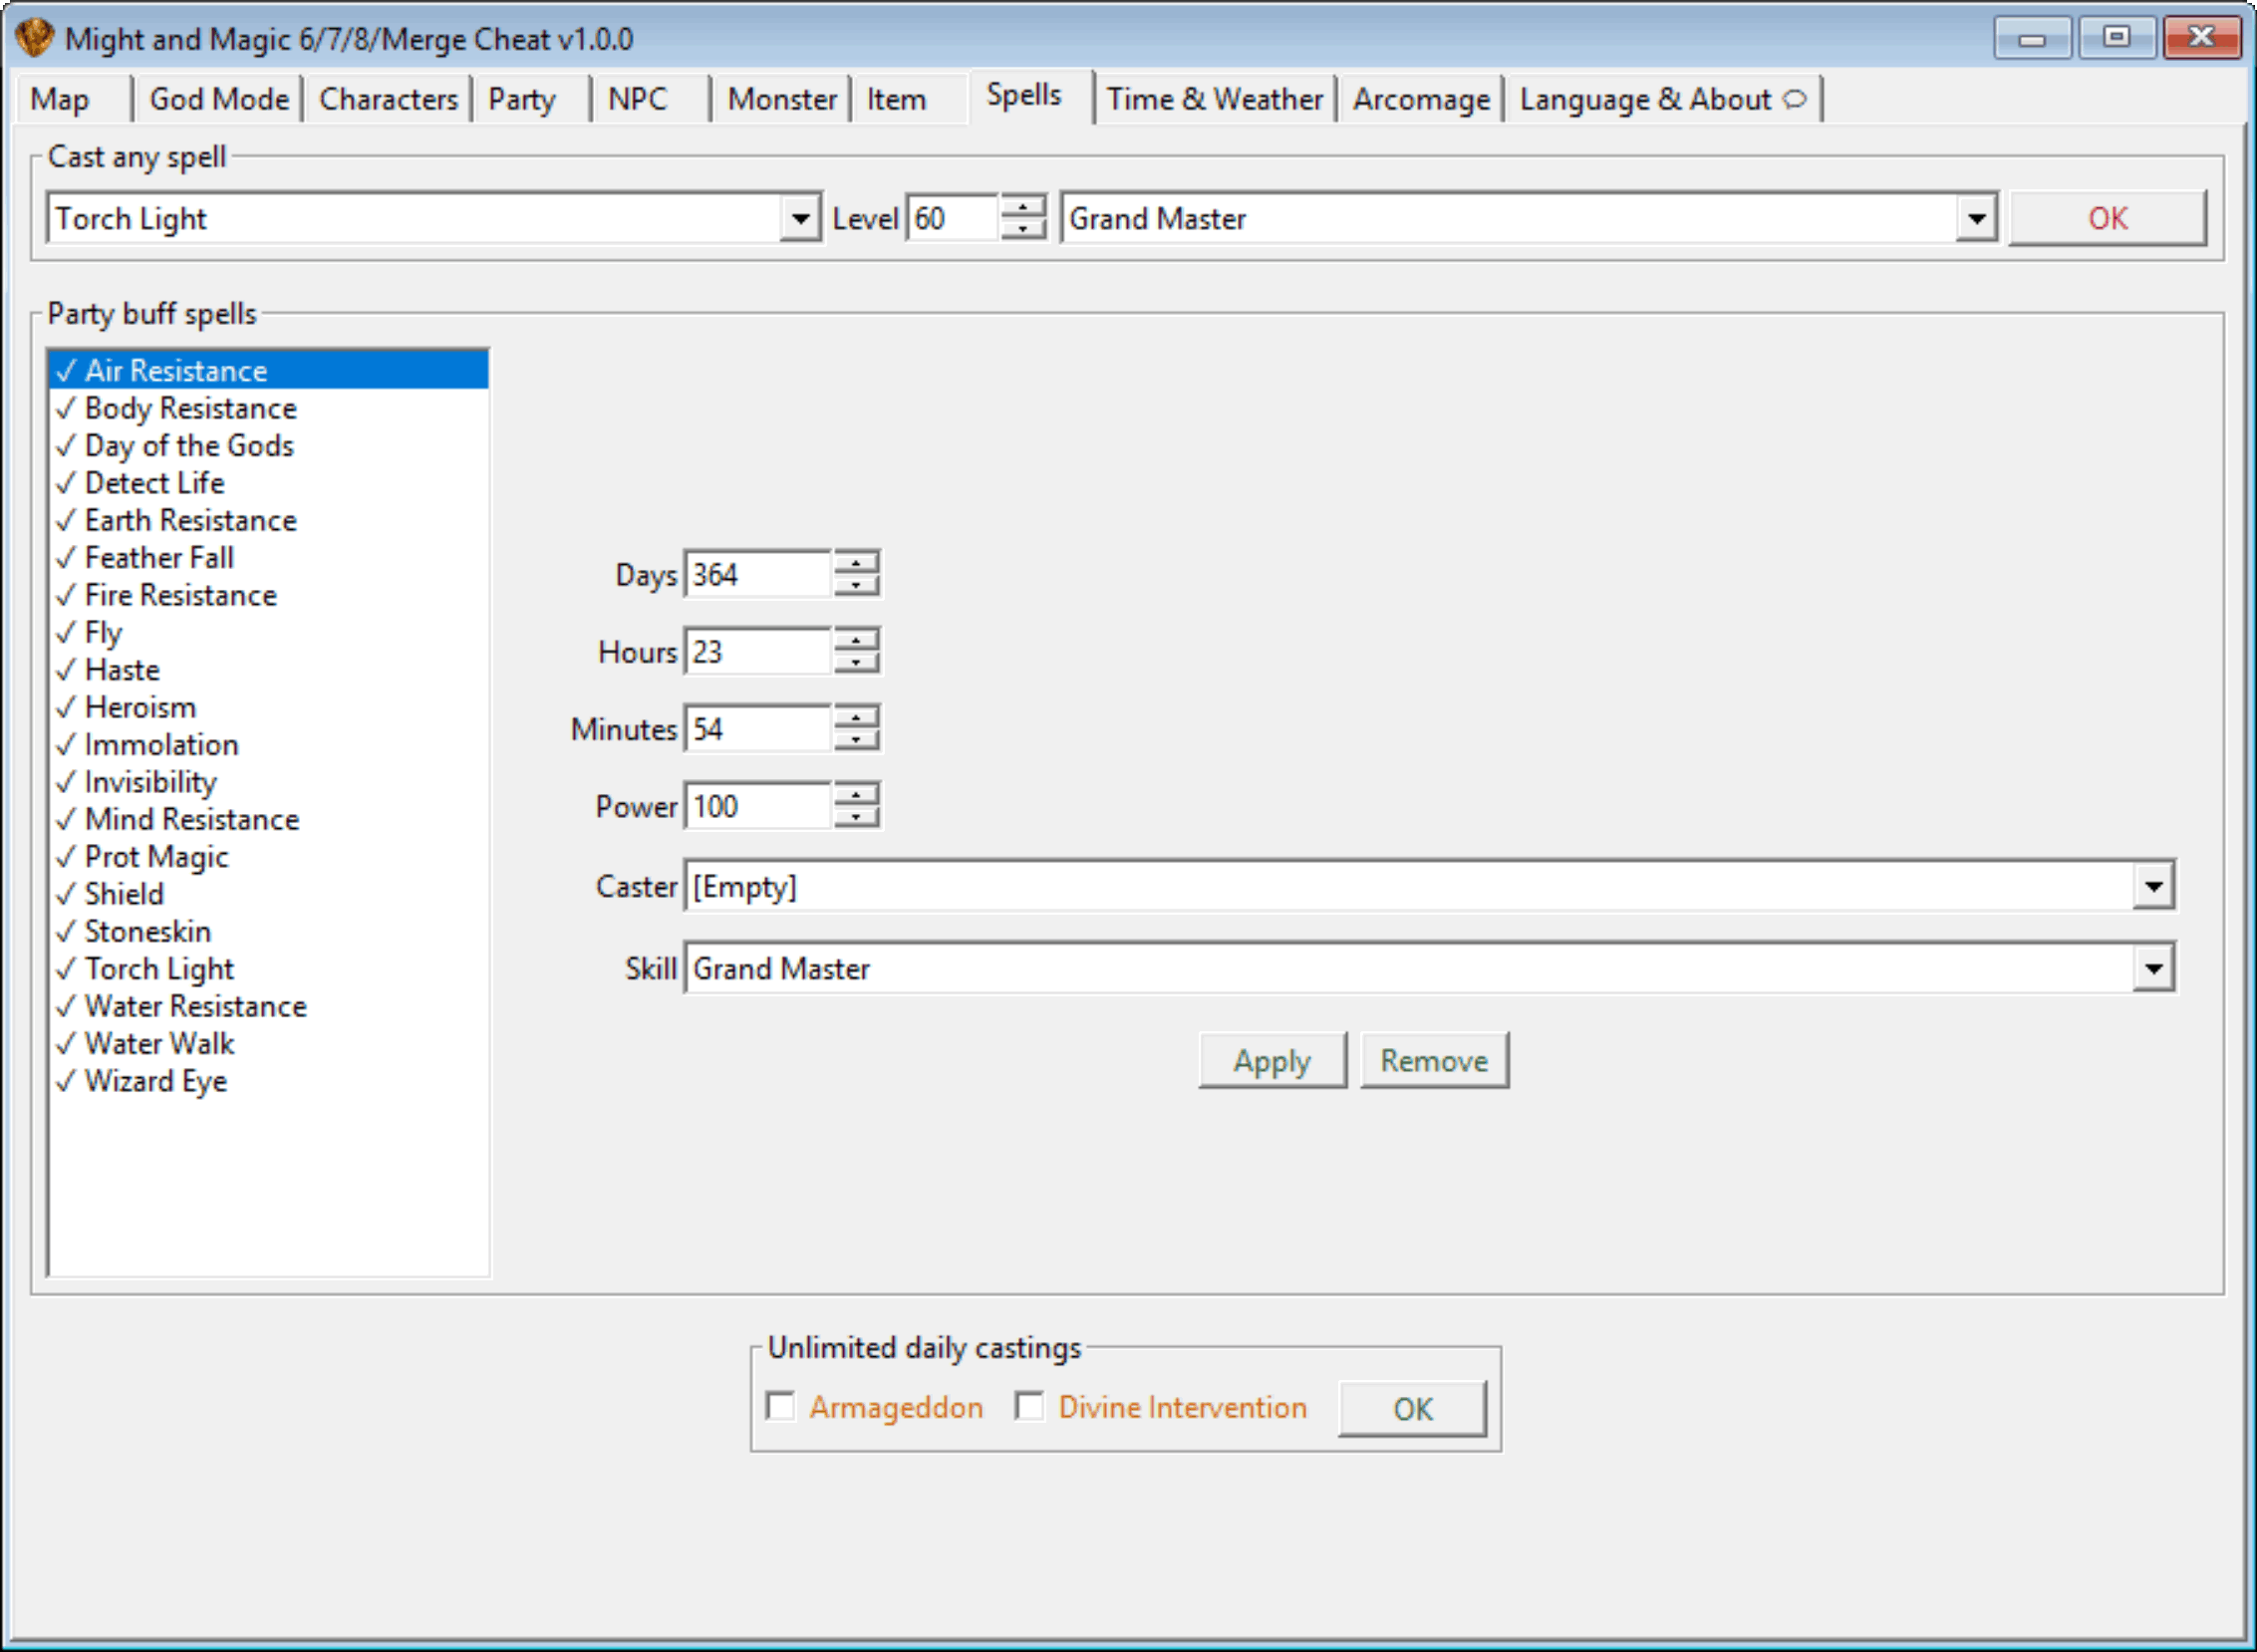 Might and Magic 6/7/8/Merge Cheat v1.0.0
Map God Mode Characters Party NPC Monster Item Spells Time & Weather Arcomage Language & About
Cast any spell
Torch Light Level 60 Grand Master OK
Party buff spells
✓ Air Resistance
✓ Body Resistance
✓ Day of the Gods
✓ Detect Life
✓ Earth Resistance
✓ Feather Fall
✓ Fire Resistance
✓ Fly
✓ Haste
✓ Heroism
✓ Immolation
✓ Invisibility
✓ Mind Resistance
✓ Prot Magic
✓ Shield
✓ Stoneskin
✓ Torch Light
✓ Water Resistance
✓ Water Walk
✓ Wizard Eye
Days 364
Hours 23
Minutes 54
Power 100
Caster [Empty]
Skill Grand Master
Apply Remove
Unlimited daily castings
Armageddon Divine Intervention OK